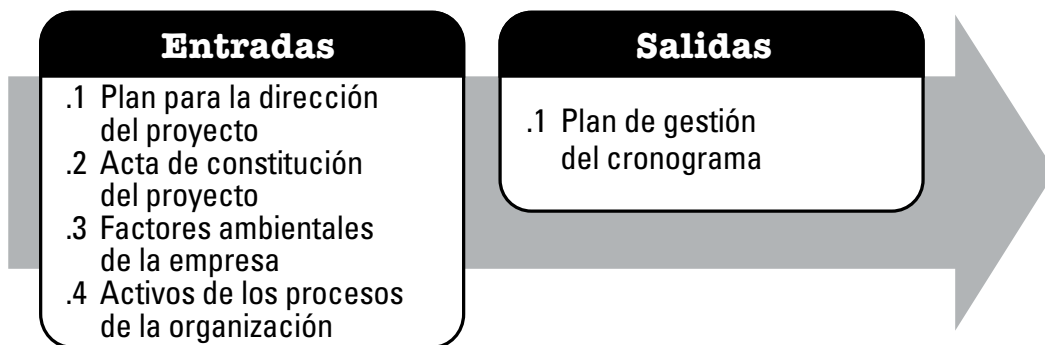 Entradas
.1 Plan para la dirección
del proyecto
.2 Acta de constitución
del proyecto
.3 Factores ambientales
de la empresa
.4 Activos de los procesos
de la organización
Salidas
.1 Plan de gestión
del cronograma